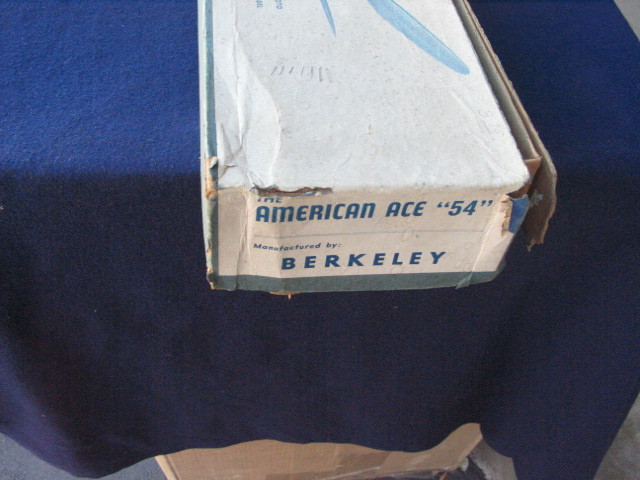 THE
AMERICAN ACE "54"
Manufactured by:
BERKELEY